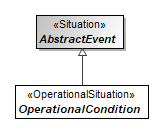 «Situation»
AbstractEvent
«OperationalSituation»
OperationalCondition